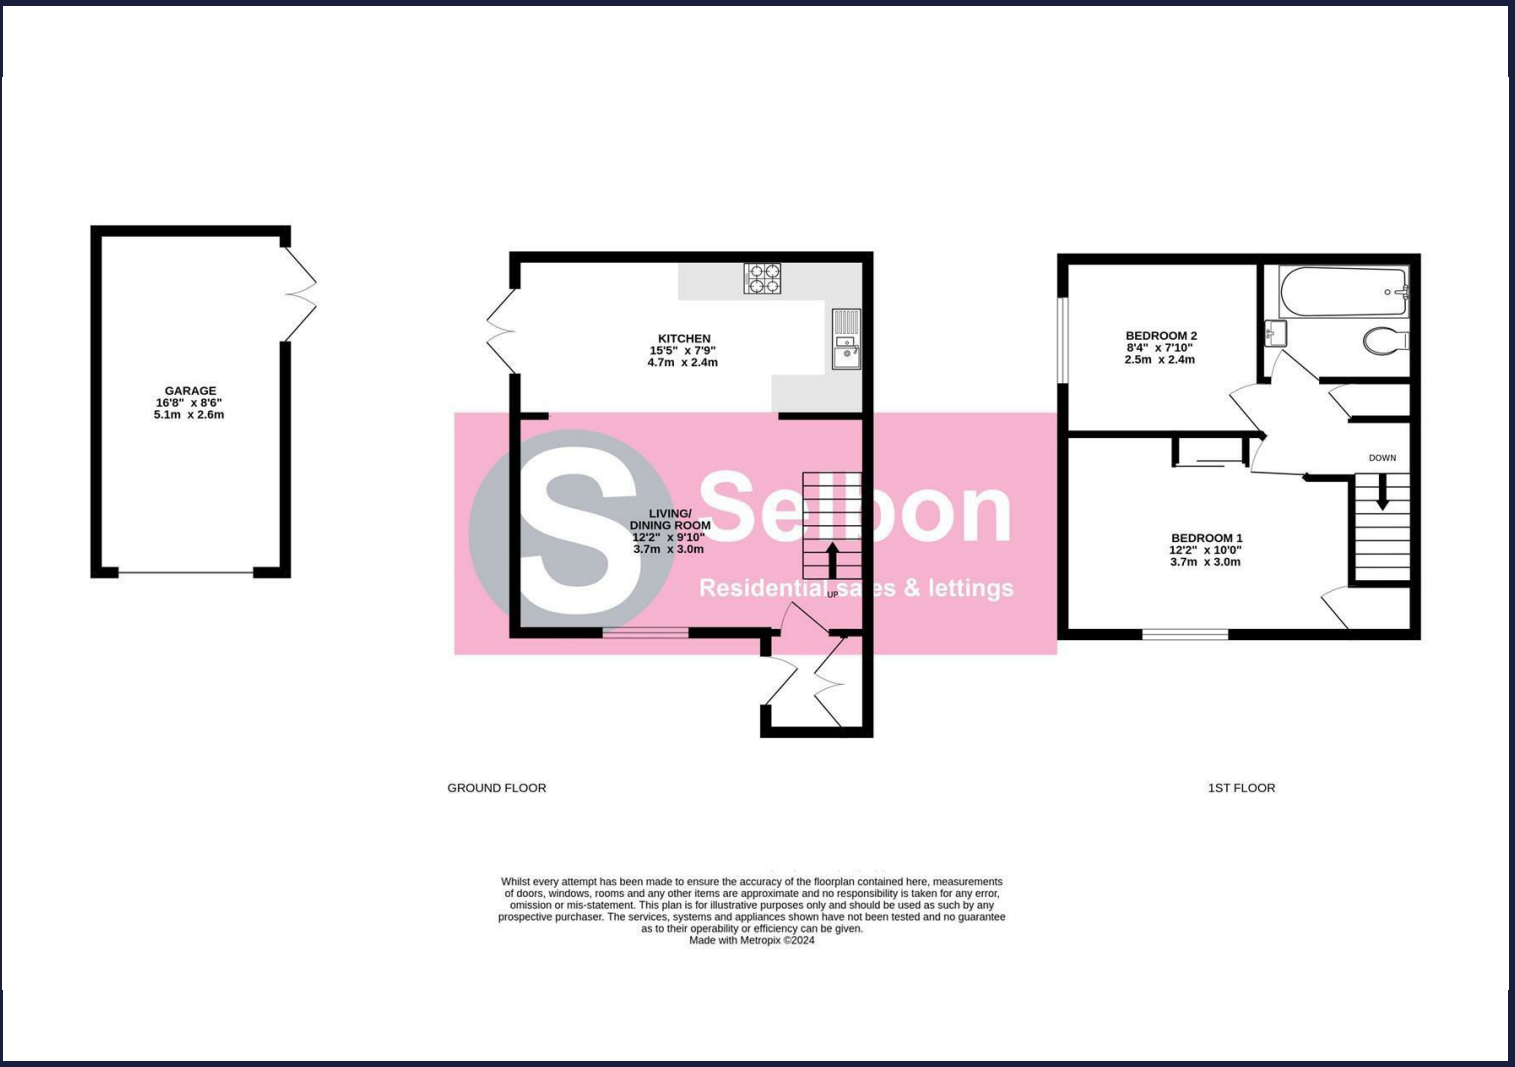 GARAGE
16'8" x 8'6"
5.1m x 2.6m
KITCHEN
15'5" x 7'9"
4.7m x 2.4m
LIVING/
DINING ROOM
12'2" x 9'10"
3.7m x 3.0m
UP
Selbon
Residential sales & lettings
BEDROOM 2
8'4" x 7'10"
2.5m x 2.4m
DOWN
BEDROOM 1
12'2" x 10'0"
3.7m x 3.0m
GROUND FLOOR
1ST FLOOR
Whilst every attempt has been made to ensure the accuracy of the floorplan contained here, measurements
of doors, windows, rooms and any other items are approximate and no responsibility is taken for any error,
omission or mis-statement. This plan is for illustrative purposes only and should be used as such by any
prospective purchaser. The services, systems and appliances shown have not been tested and no guarantee
as to their operability or efficiency can be given.
Made with Metropix ©2024